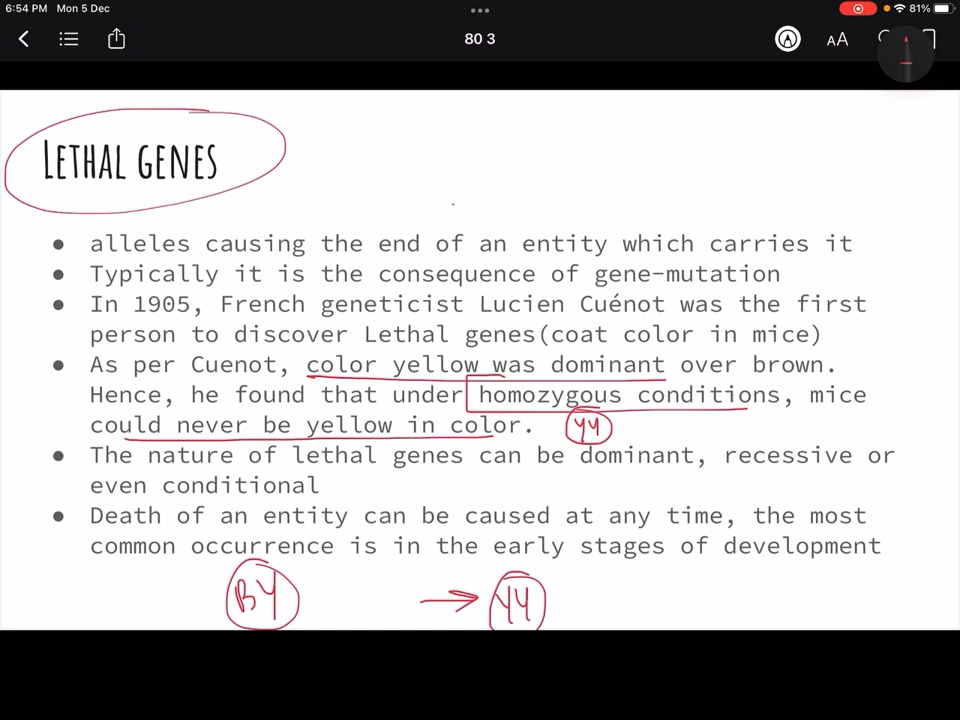 6:54 PM Mon 5 Dec
81%
80 3
AA
LETHAL GENES
● alleles causing the end of an entity which carries it
● Typically it is the consequence of gene-mutation
● In 1905, French geneticist Lucien Cuénot was the first
person to discover Lethal genes(coat color in mice)
● As per Cuenot, color yellow was dominant over brown.
Hence, he found that under homozygous conditions, mice
could never be yellow in color.
YY
● The nature of lethal genes can be dominant, recessive or
even conditional
● Death of an entity can be caused at any time, the most
common occurrence is in the early stages of development
BY → YY